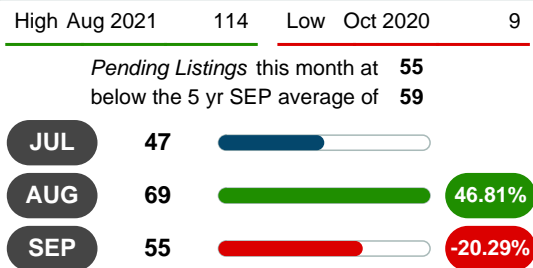 High Aug 2021 114 Low Oct 2020 9
Pending Listings this month at 55
below the 5 yr SEP average of 59
JUL 47
AUG 69 46.81%
SEP 55 -20.29%